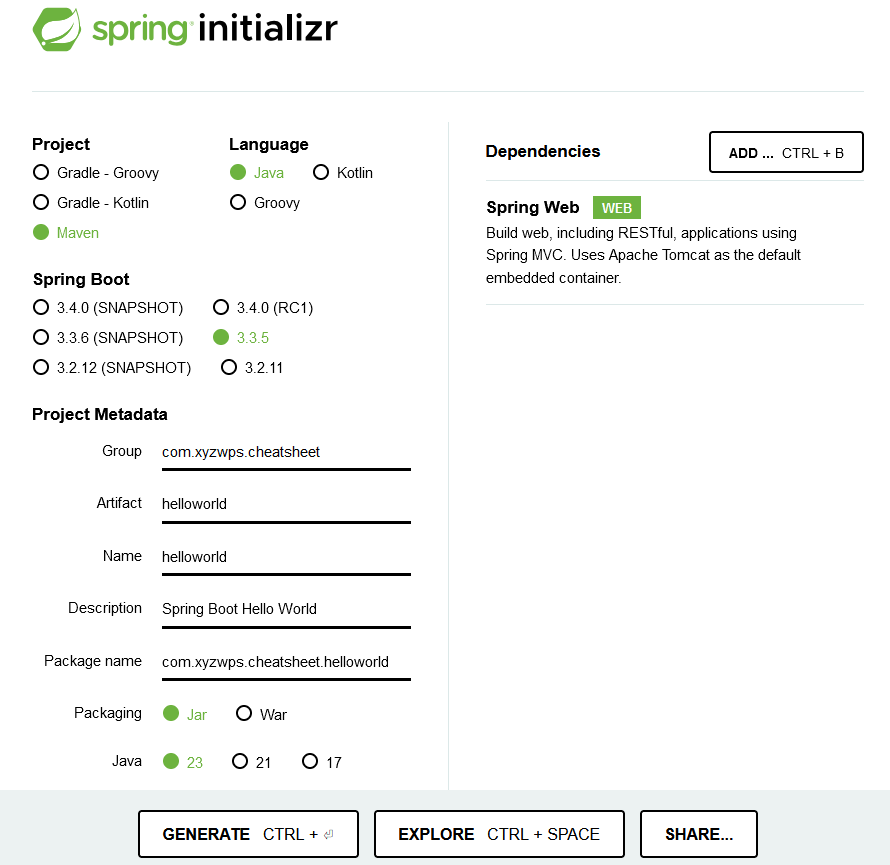 spring initializr
Project
Gradle - Groovy
Gradle - Kotlin
Maven
Language
Java Kotlin
Groovy
Spring Boot
3.4.0 (SNAPSHOT) 3.4.0 (RC1)
3.3.6 (SNAPSHOT) 3.3.5
3.2.12 (SNAPSHOT) 3.2.11
Project Metadata
Group com.xyzwps.cheatsheet
Artifact helloworld
Name helloworld
Description Spring Boot Hello World
Package name com.xyzwps.cheatsheet.helloworld
Packaging Jar War
Java 23 21 17
Dependencies ADD ... CTRL + B
Spring Web WEB
Build web, including RESTful, applications using
Spring MVC. Uses Apache Tomcat as the default
embedded container.
GENERATE CTRL + ⏎ EXPLORE CTRL + SPACE SHARE...